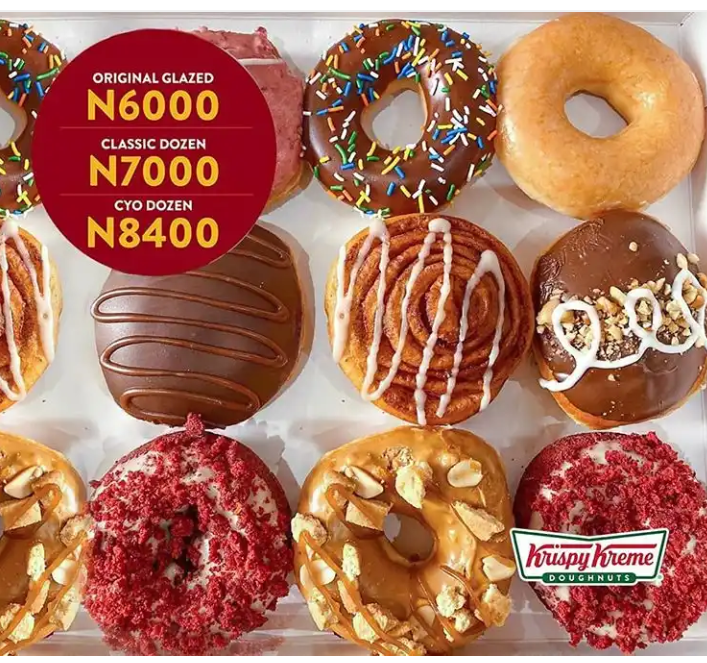 ORIGINAL GLAZED
N6000
CLASSIC DOZEN
N7000
CYO DOZEN
N8400
Krispy Kreme
DOUGHNUTS